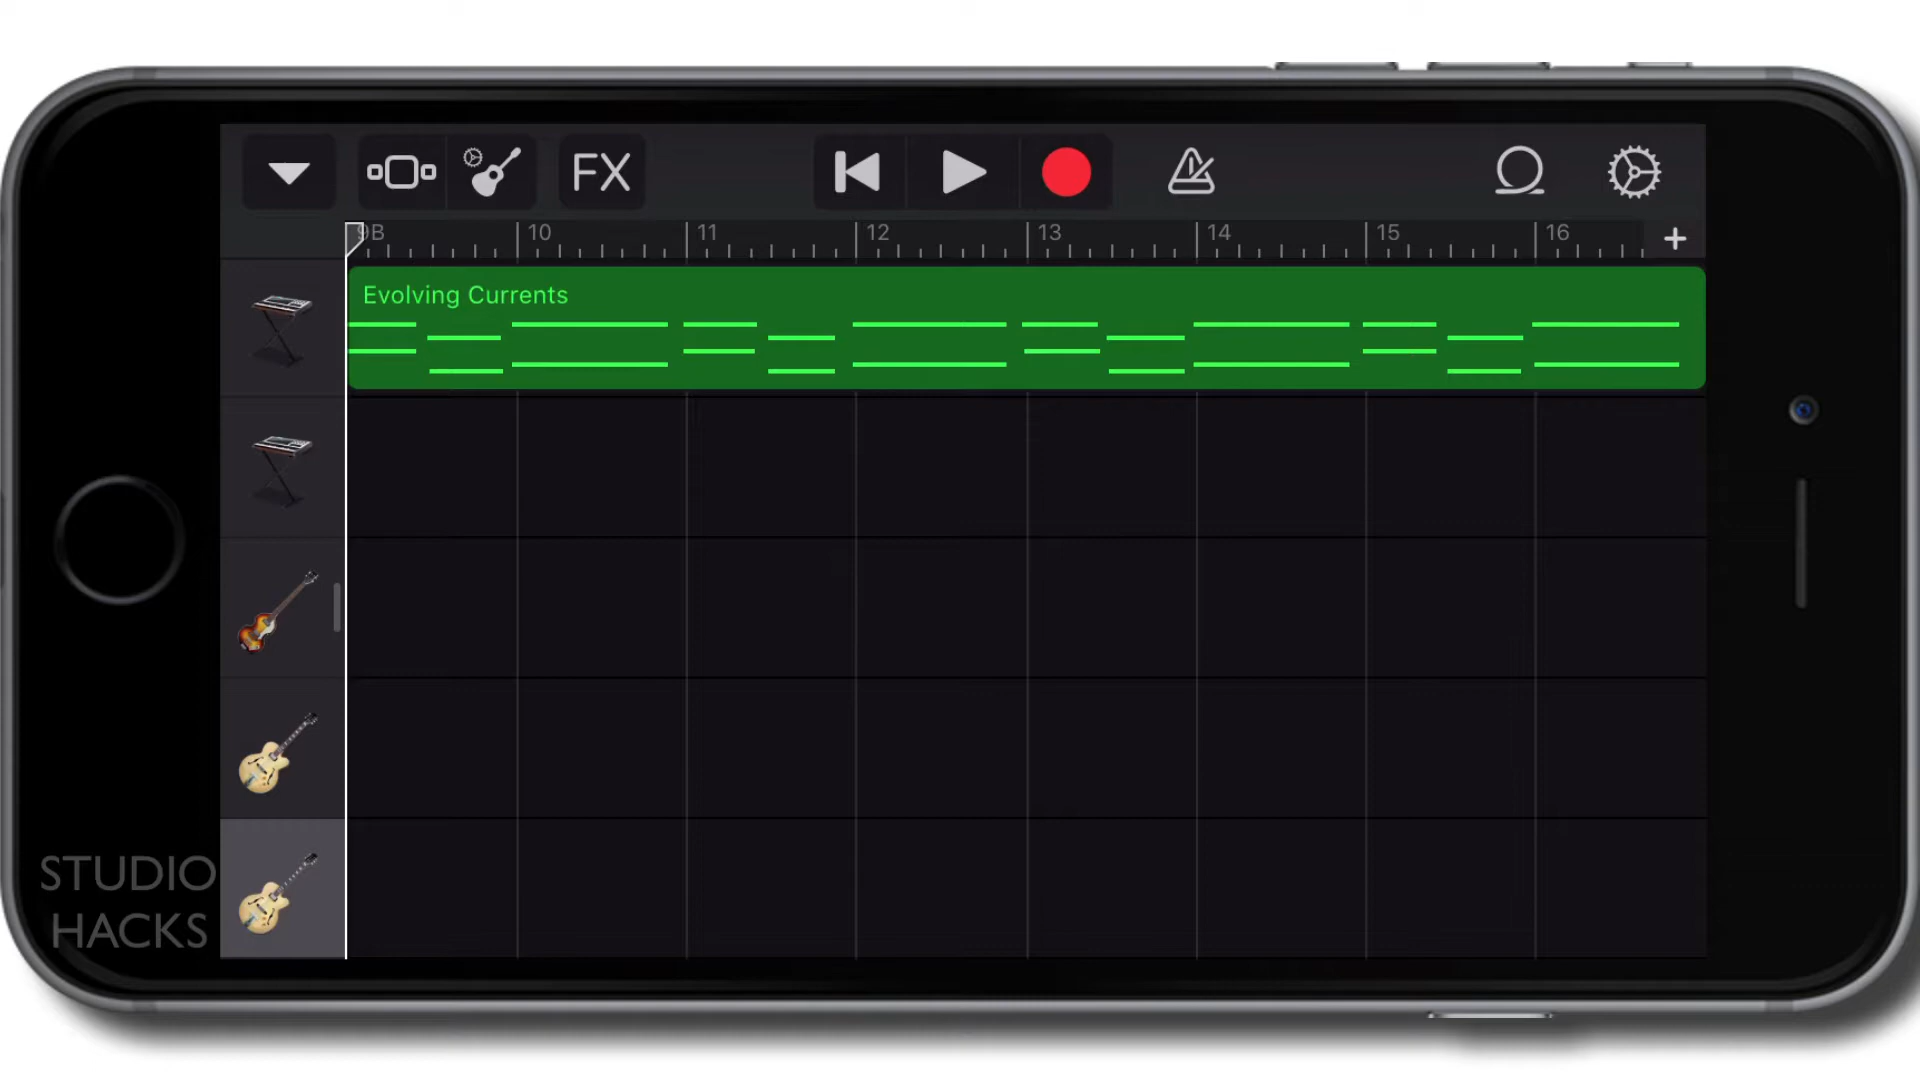 FX
9B 10 11 12 13 14 15 16 +
Evolving Currents
STUDIO
HACKS